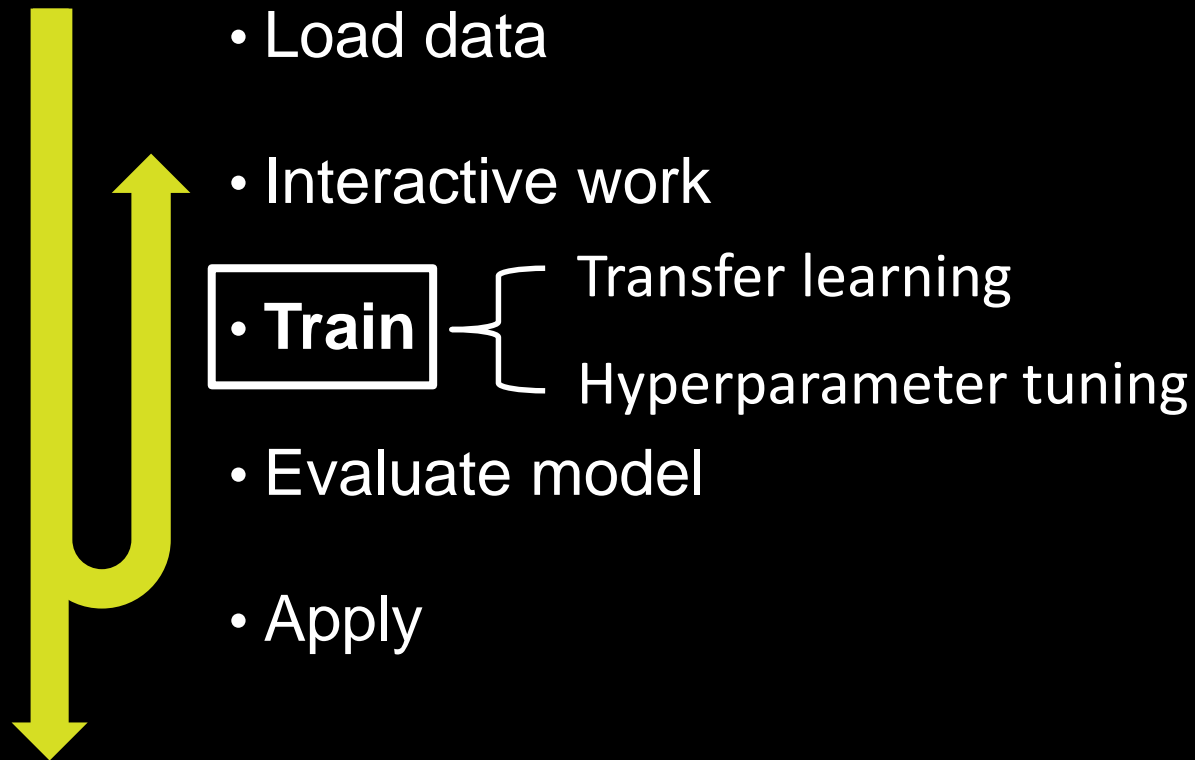 • Load data
• Interactive work
• Train
Transfer learning
Hyperparameter tuning
• Evaluate model
• Apply